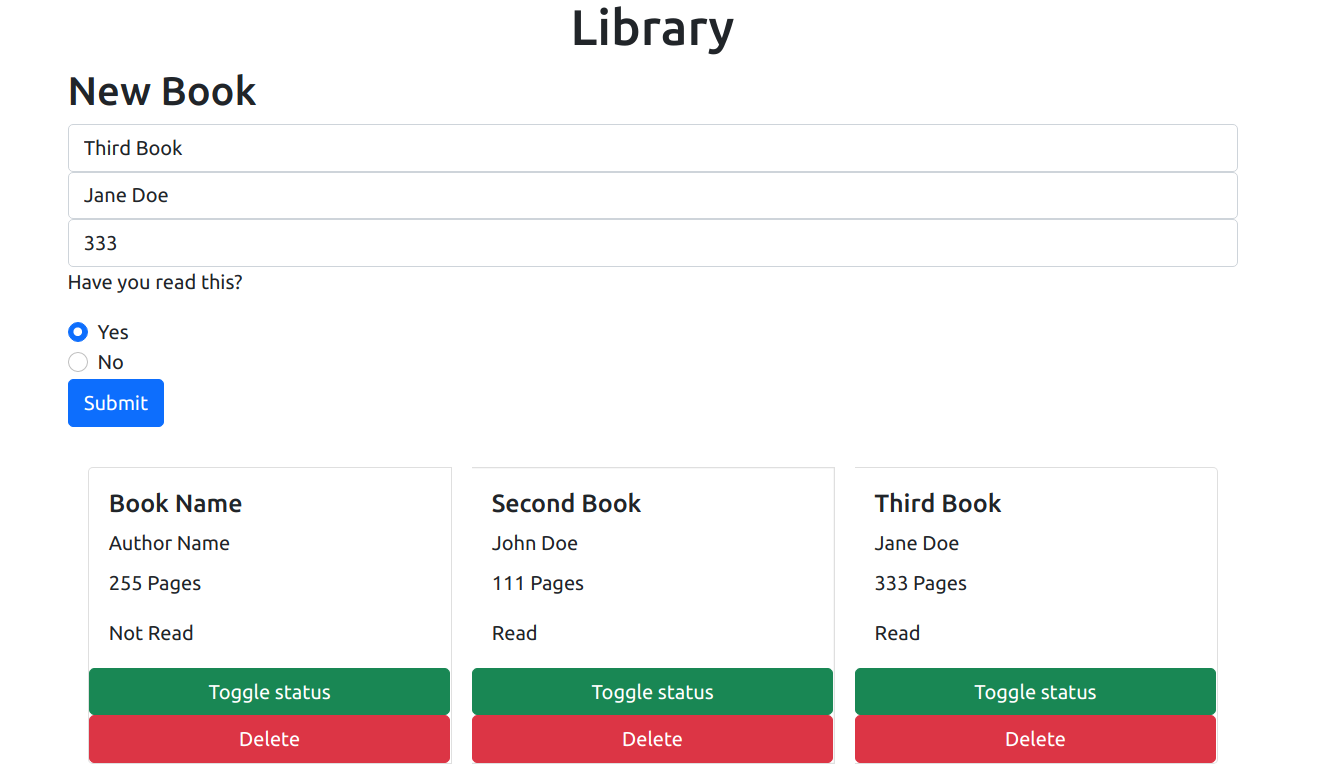 Library
New Book
Third Book
Jane Doe
333
Have you read this?
Yes
No
Submit
Book Name
Author Name
255 Pages
Not Read
Toggle status
Delete
Second Book
John Doe
111 Pages
Read
Toggle status
Delete
Third Book
Jane Doe
333 Pages
Read
Toggle status
Delete